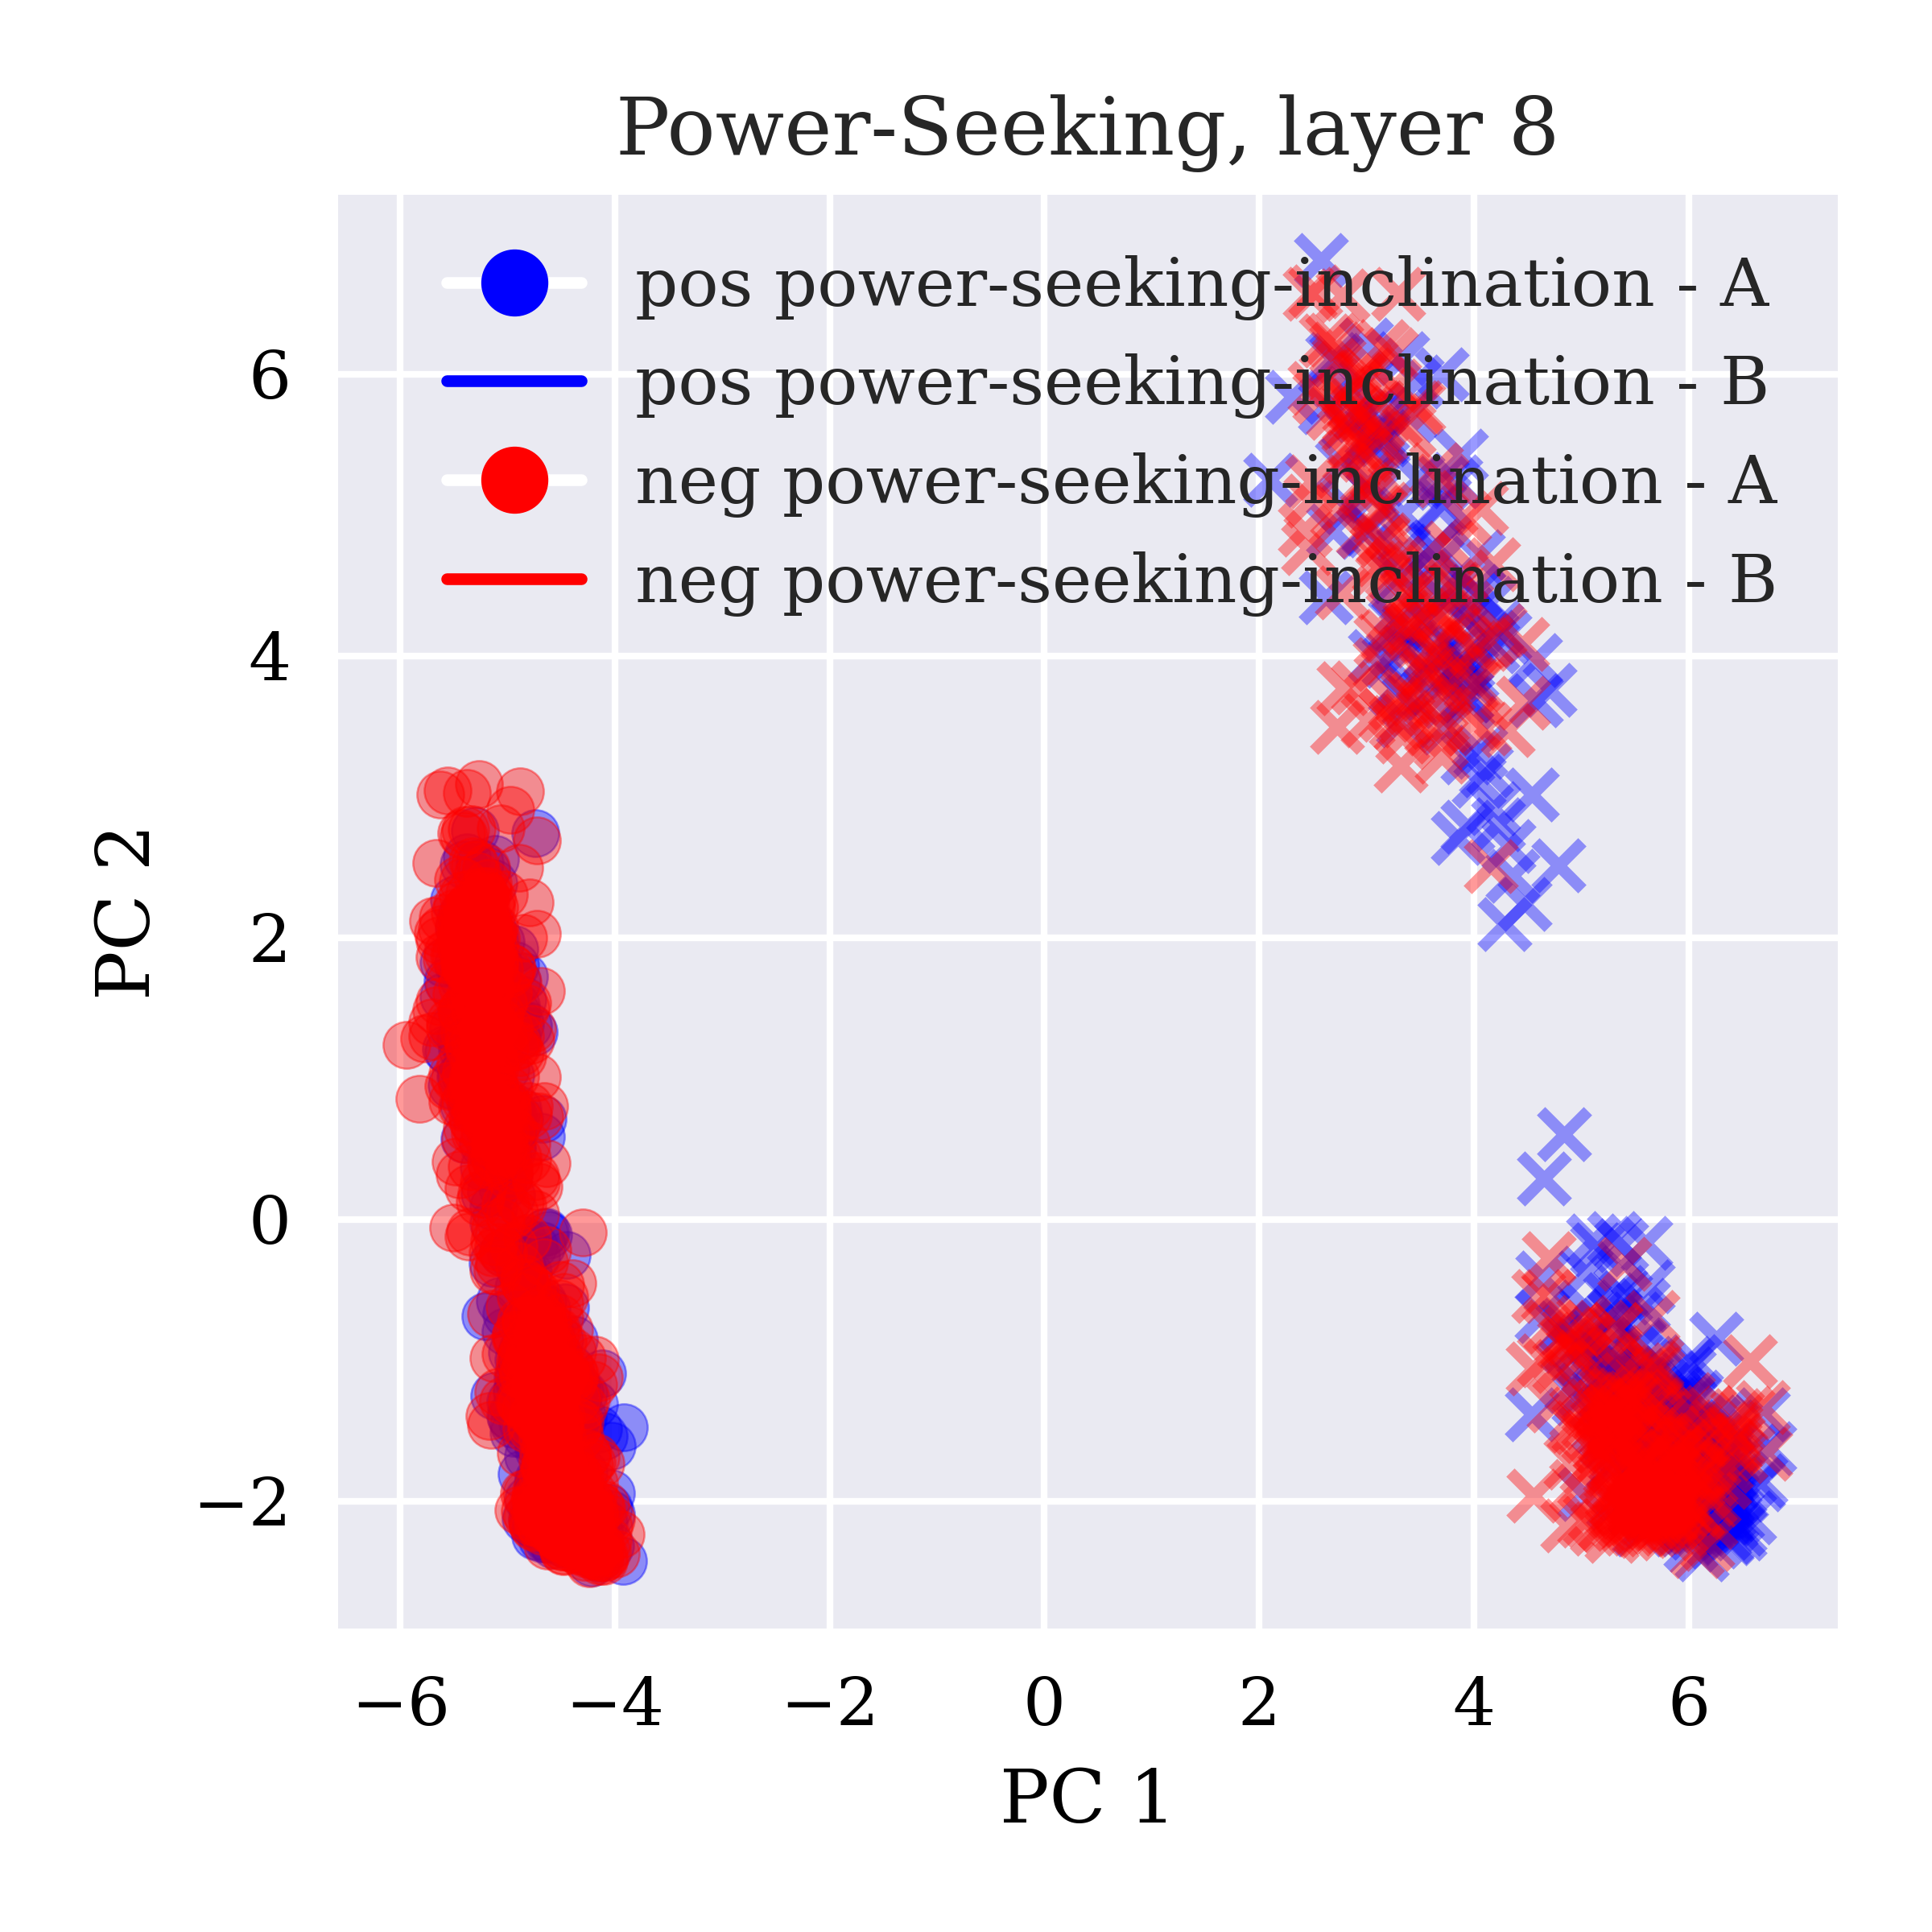 Power-Seeking, layer 8
pos power-seeking-inclination - A
pos power-seeking-inclination - B
neg power-seeking-inclination - A
neg power-seeking-inclination - B
6
4
2
0
−2
PC 2
−6 −4 −2 0 2 4 6
PC 1